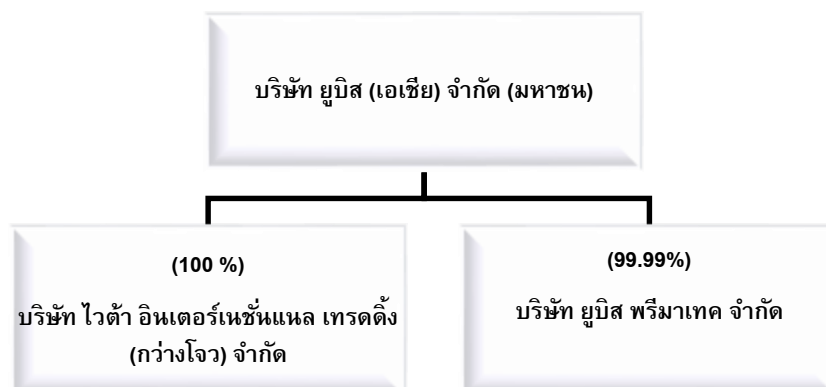 บริษัท ยูบิส (เอเชีย) จำกัด (มหาชน)
(100 %)
บริษัท ไวต้า อินเตอร์เนชั่นแนล เทรดดิ้ง
(กว่างโจว) จำกัด
(99.99%)
บริษัท ยูบิส พรีมาเทค จำกัด